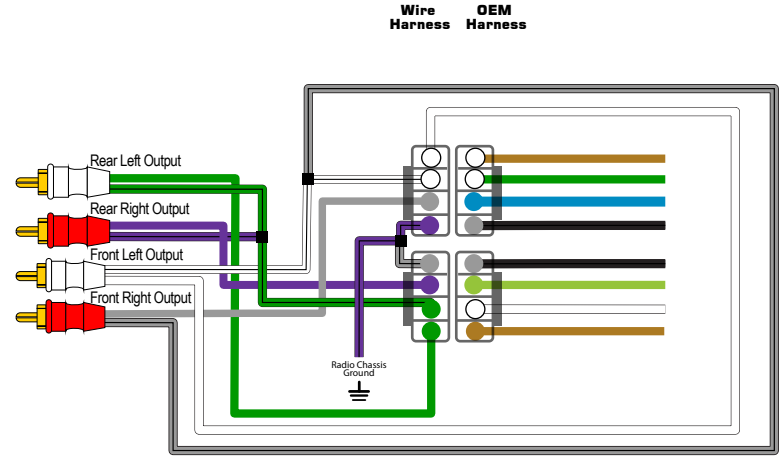 Wire OEM
Harness Harness
Rear Left Output
Rear Right Output
Front Left Output
Front Right Output
Radio Chassis
Ground